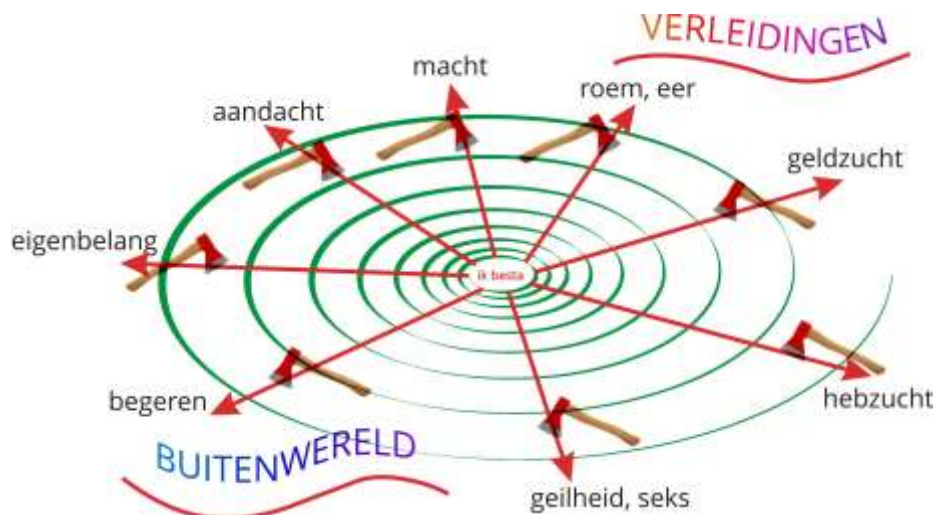 VERLEIDINGEN
macht
roem, eer
aandacht
geldzucht
eigenbelang
ik besta
begeren
hebzucht
BUITENWERELD
geilheid, seks